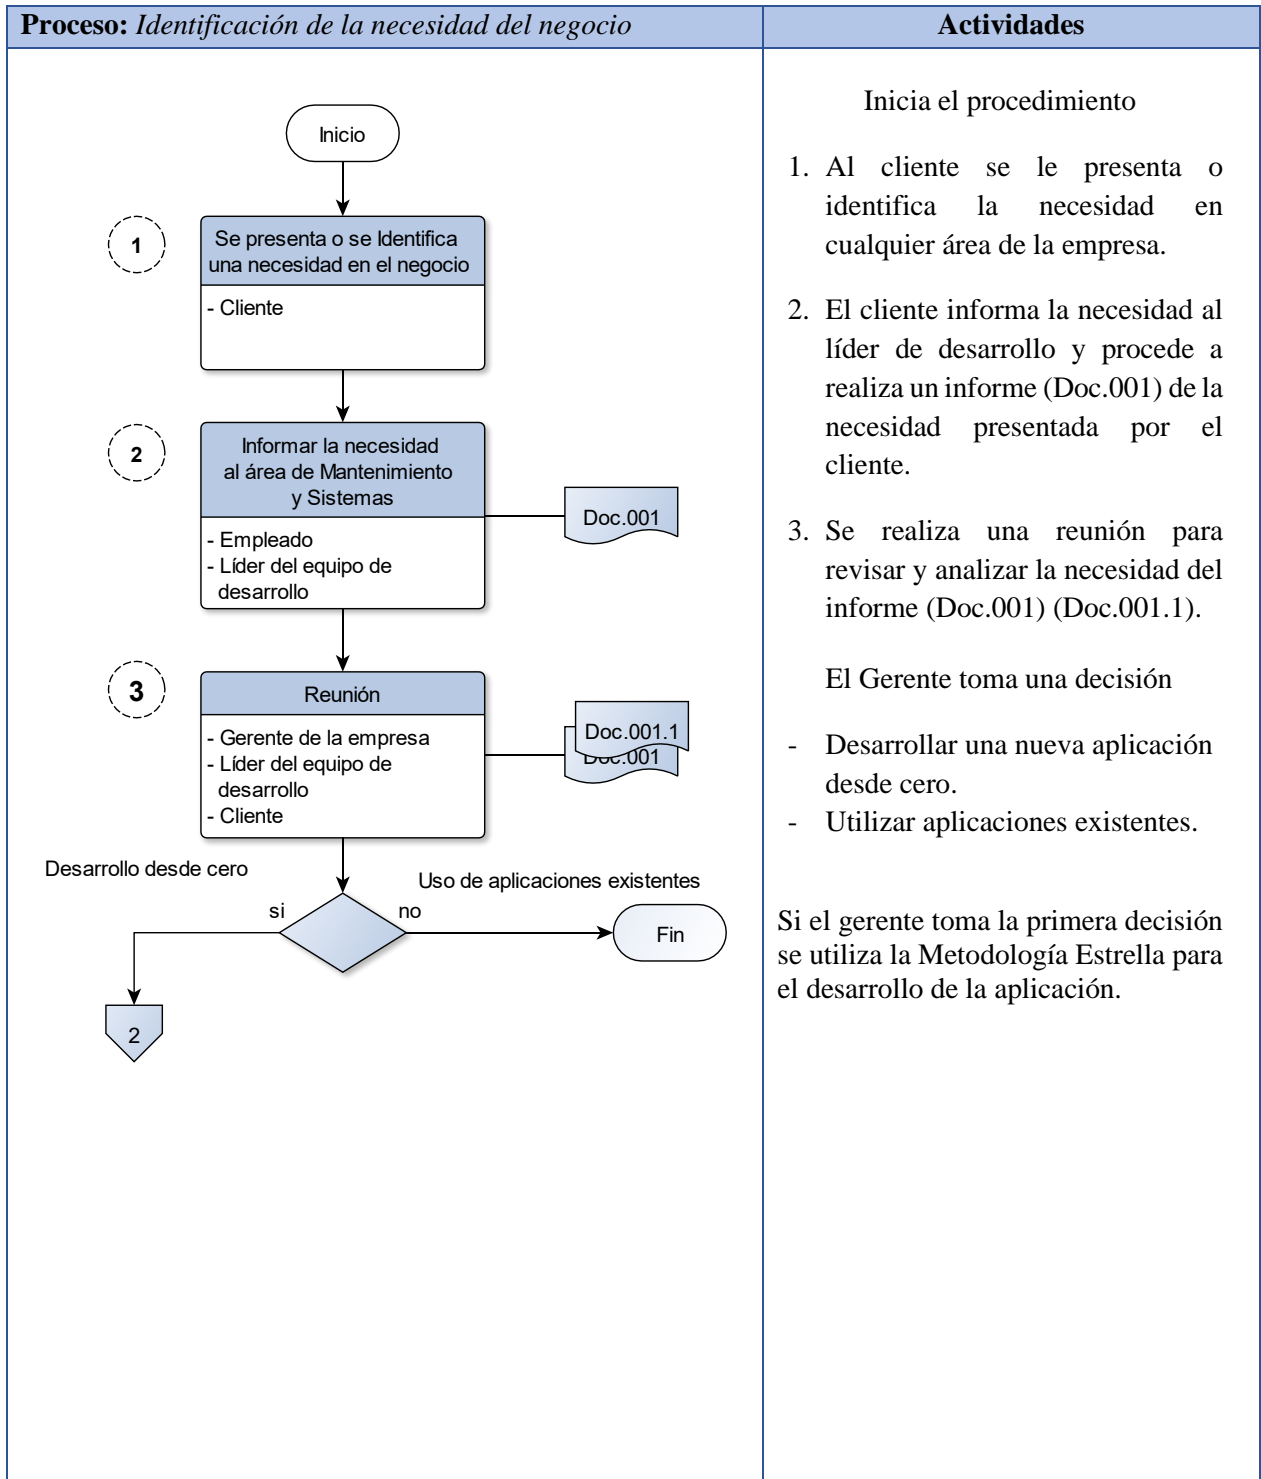 Proceso: Identificación de la necesidad del negocio
Actividades
Inicio
1
Se presenta o se Identifica
una necesidad en el negocio
- Cliente
2
Informar la necesidad
al área de Mantenimiento
y Sistemas
- Empleado
- Líder del equipo de
desarrollo
Doc.001
3
Reunión
- Gerente de la empresa
- Líder del equipo de
desarrollo
- Cliente
Doc.001.1
Doc.001
Desarrollo desde cero
Uso de aplicaciones existentes
si
no
Fin
2
Inicia el procedimiento
1. Al cliente se le presenta o
identifica la necesidad en
cualquier área de la empresa.
2. El cliente informa la necesidad al
líder de desarrollo y procede a
realiza un informe (Doc.001) de la
necesidad presentada por el
cliente.
3. Se realiza una reunión para
revisar y analizar la necesidad del
informe (Doc.001) (Doc.001.1).
El Gerente toma una decisión
- Desarrollar una nueva aplicación
desde cero.
- Utilizar aplicaciones existentes.
Si el gerente toma la primera decisión
se utiliza la Metodología Estrella para
el desarrollo de la aplicación.